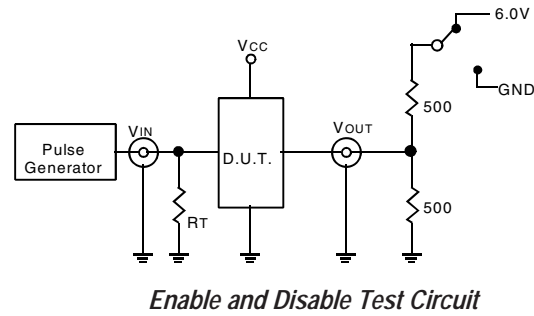 6.0V
VCC
GND
500
VIN
VOUT
Pulse
Generator
D.U.T.
RT
500
Enable and Disable Test Circuit